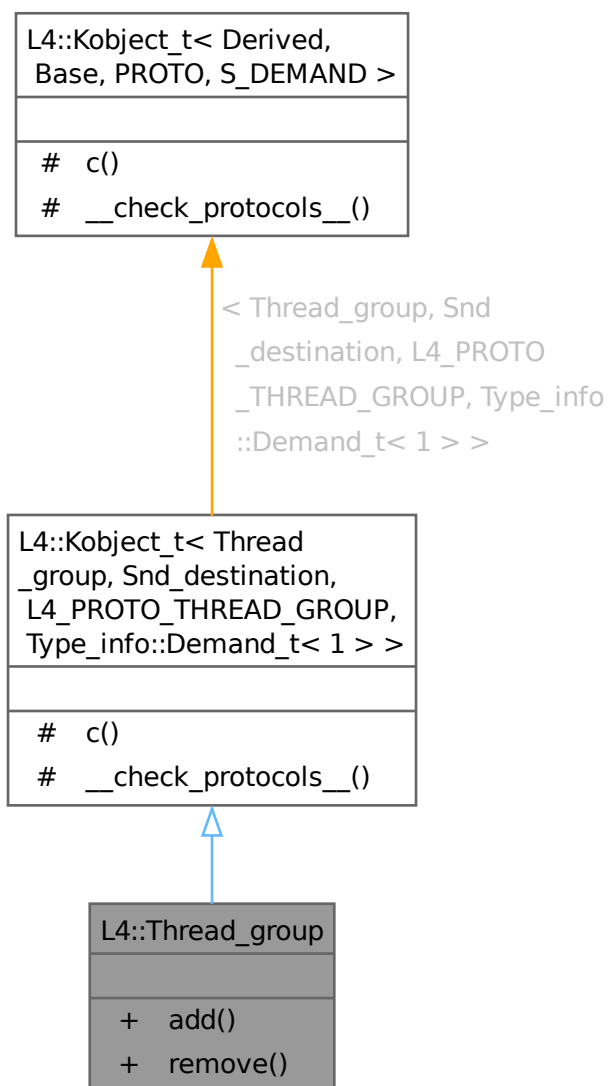 L4::Kobject_t< Derived,
Base, PROTO, S_DEMAND >
# c()
# __check_protocols__()
< Thread_group, Snd
_destination, L4_PROTO
_THREAD_GROUP, Type_info
::Demand_t< 1 > >
L4::Kobject_t< Thread
_group, Snd_destination,
L4_PROTO_THREAD_GROUP,
Type_info::Demand_t< 1 > >
# c()
# __check_protocols__()
L4::Thread_group
+ add()
+ remove()